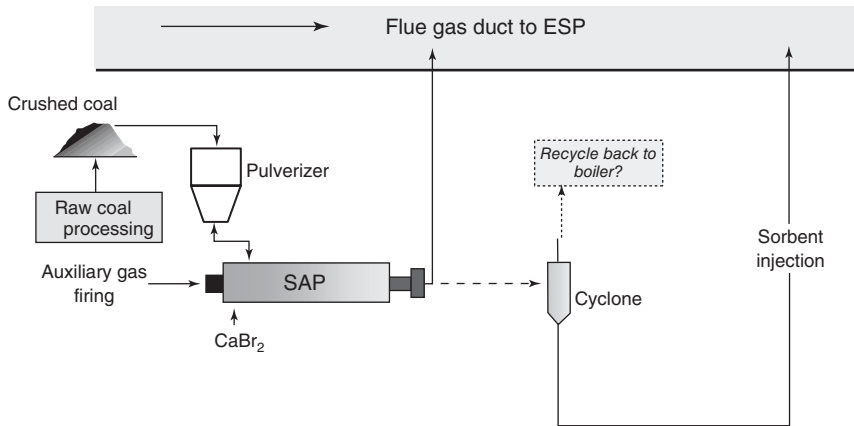 Flue gas duct to ESP
Crushed coal
Pulverizer
Recycle back to
boiler?
Raw coal
processing
Sorbent
injection
Auxiliary gas
firing
SAP
Cyclone
CaBr₂